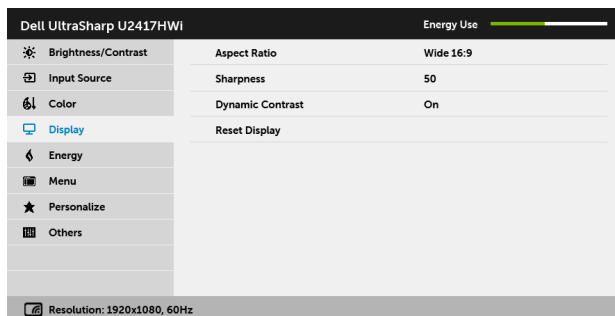 Dell UltraSharp U2417HWi Energy Use
Brightness/Contrast Aspect Ratio Wide 16:9
Input Source Sharpness 50
Color Dynamic Contrast On
Display Reset Display
Energy
Menu
Personalize
Others
Resolution: 1920x1080, 60Hz